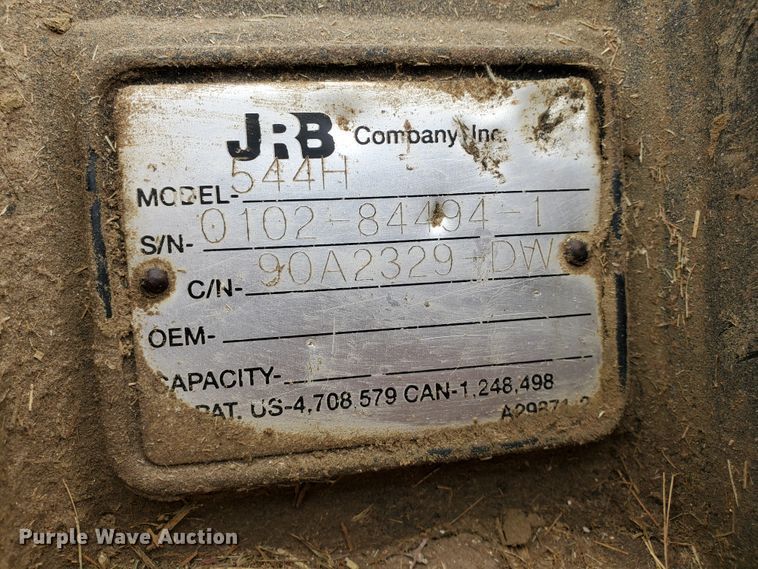 JRB Company, Inc.
MODEL- 544H
S/N- 0102-84494-1
C/N- 90A2329-DW
OEM-
CAPACITY-
PAT. US-4,708,579 CAN-1,248,498
Purple Wave Auction